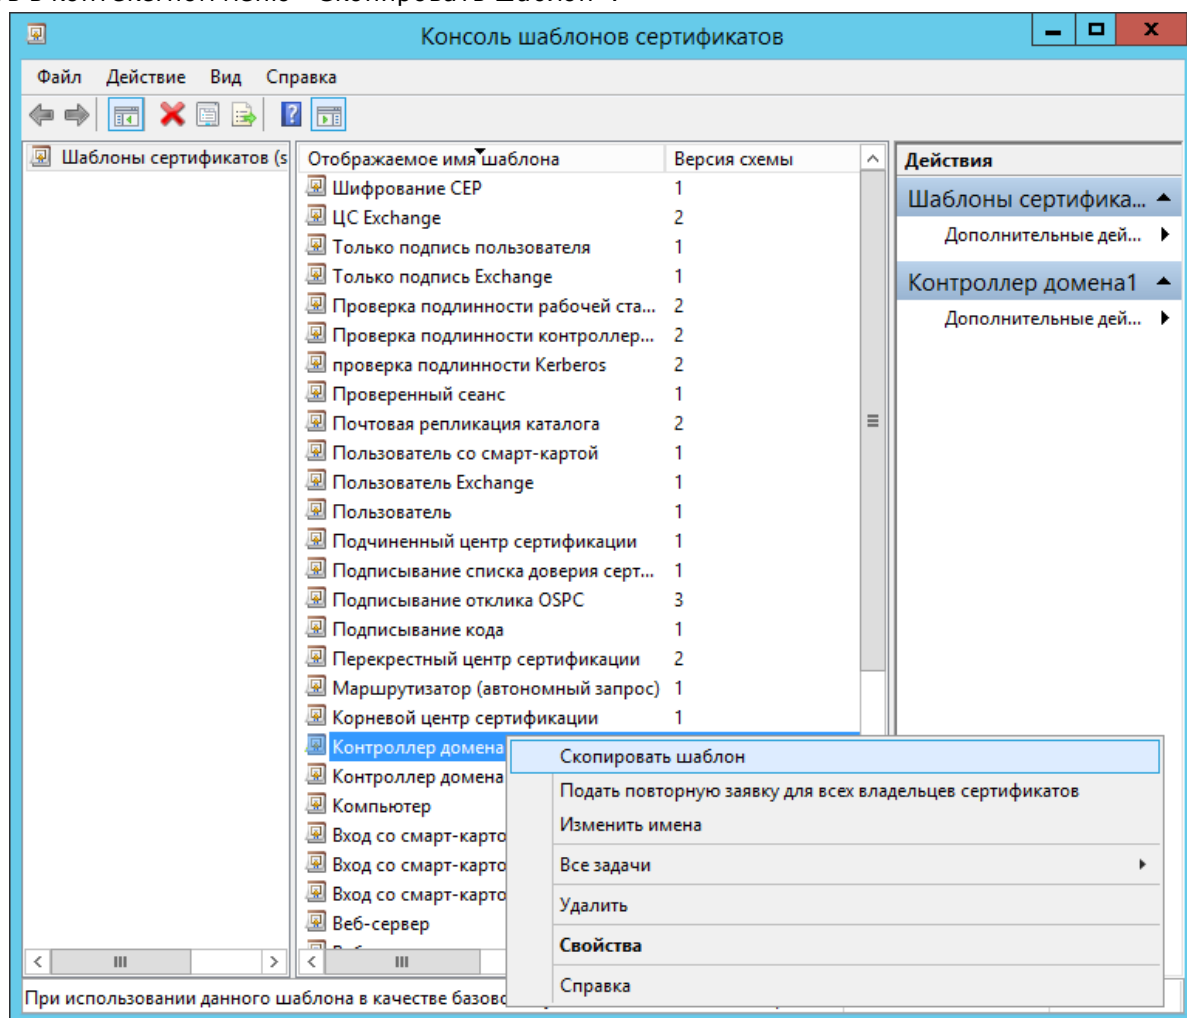 в контекстном меню "Скопировать шаблон".
Консоль шаблонов сертификатов
Файл Действие Вид Справка
Шаблоны сертификатов (s
Отображаемое имя шаблона Версия схемы
Шифрование CEP 1
ЦС Exchange 2
Только подпись пользователя 1
Только подпись Exchange 1
Проверка подлинности рабочей ста... 2
Проверка подлинности контроллер... 2
проверка подлинности Kerberos 2
Проверенный сеанс 1
Почтовая репликация каталога 2
Пользователь со смарт-картой 1
Пользователь Exchange 1
Пользователь 1
Подчиненный центр сертификации 1
Подписывание списка доверия серт... 1
Подписывание отклика OSPC 3
Подписывание кода 1
Перекрестный центр сертификации 2
Маршрутизатор (автономный запрос) 1
Корневой центр сертификации 1
Контроллер домена
Контроллер домена
Компьютер
Вход со смарт-карто
Вход со смарт-карто
Вход со смарт-карто
Веб-сервер
Скопировать шаблон
Подать повторную заявку для всех владельцев сертификатов
Изменить имена
Все задачи
Удалить
Свойства
Справка
Действия
Шаблоны сертифика...
Дополнительные дей...
Контроллер домена1
Дополнительные дей...
При использовании данного шаблона в качестве базово